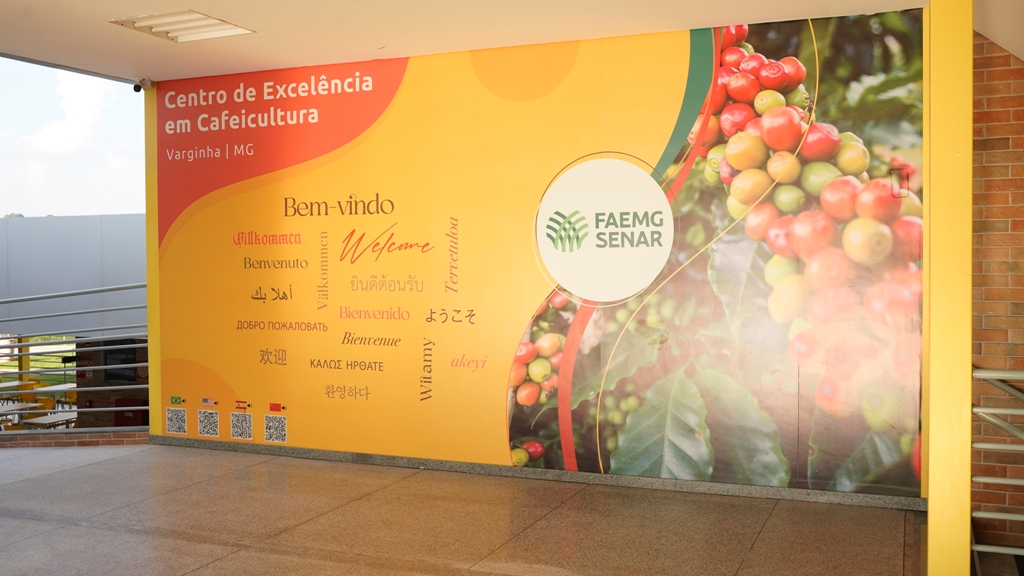 Centro de Excelência
em Cafeicultura
Varginha | MG
Bem-vindo
Willkommen
Welcome
Benvenuto
Välkommen
Tervetuloa
أهلا بك
ยินดีต้อนรับ
Bienvenido
ようこそ
ДОБРО ПОЖАЛОВАТЬ
Bienvenue
欢迎
ΚΑΛΩΣ ΗΡΘΑΤΕ
Witamy
akeyi
환영하다
FAEMG
SENAR